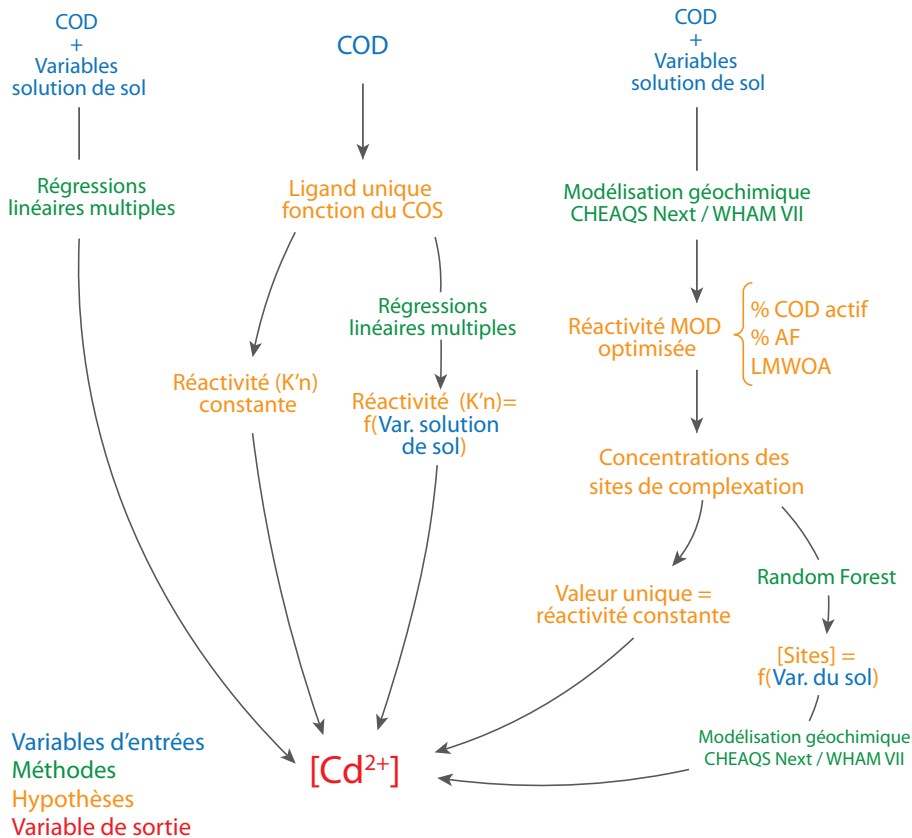 COD
+
Variables
solution de sol
Régressions
linéaires multiples
COD
Ligand unique
fonction du COS
Réactivité (K'n)
constante
Régressions
linéaires multiples
Réactivité (K'n)=
f(Var. solution
de sol)
COD
+
Variables
solution de sol
Modélisation géochimique
CHEAQS Next / WHAM VII
Réactivité MOD
optimisée
% COD actif
% AF
LMWOA
Concentrations des
sites de complexation
Valeur unique =
réactivité constante
Random Forest
[Sites] =
f(Var. du sol)
Modélisation géochimique
CHEAQS Next / WHAM VII
[Cd²⁺]
Variables d'entrées
Méthodes
Hypothèses
Variable de sortie